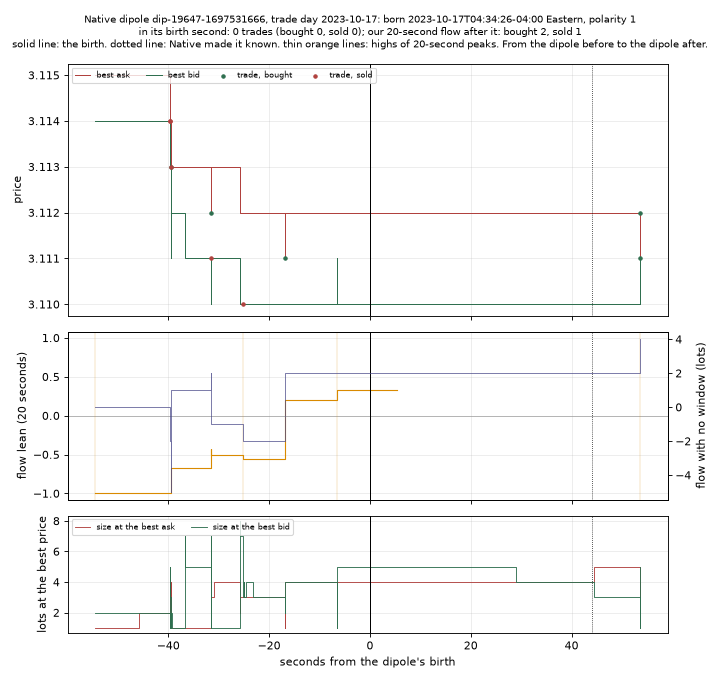 Native dipole dip-19647-1697531666, trade day 2023-10-17: born 2023-10-17T04:34:26-04:00 Eastern, polarity 1
in its birth second: 0 trades (bought 0, sold 0); our 20-second flow after it: bought 2, sold 1
solid line: the birth. dotted line: Native made it known. thin orange lines: highs of 20-second peaks. From the dipole before to the dipole after.
best ask
best bid
trade, bought
trade, sold
3.115
3.114
3.113
3.112
3.111
3.110
price
1.0
0.5
0.0
−0.5
−1.0
flow lean (20 seconds)
4
2
0
−2
−4
flow with no window (lots)
size at the best ask
size at the best bid
8
6
4
2
lots at the best price
−40
−20
0
20
40
seconds from the dipole's birth